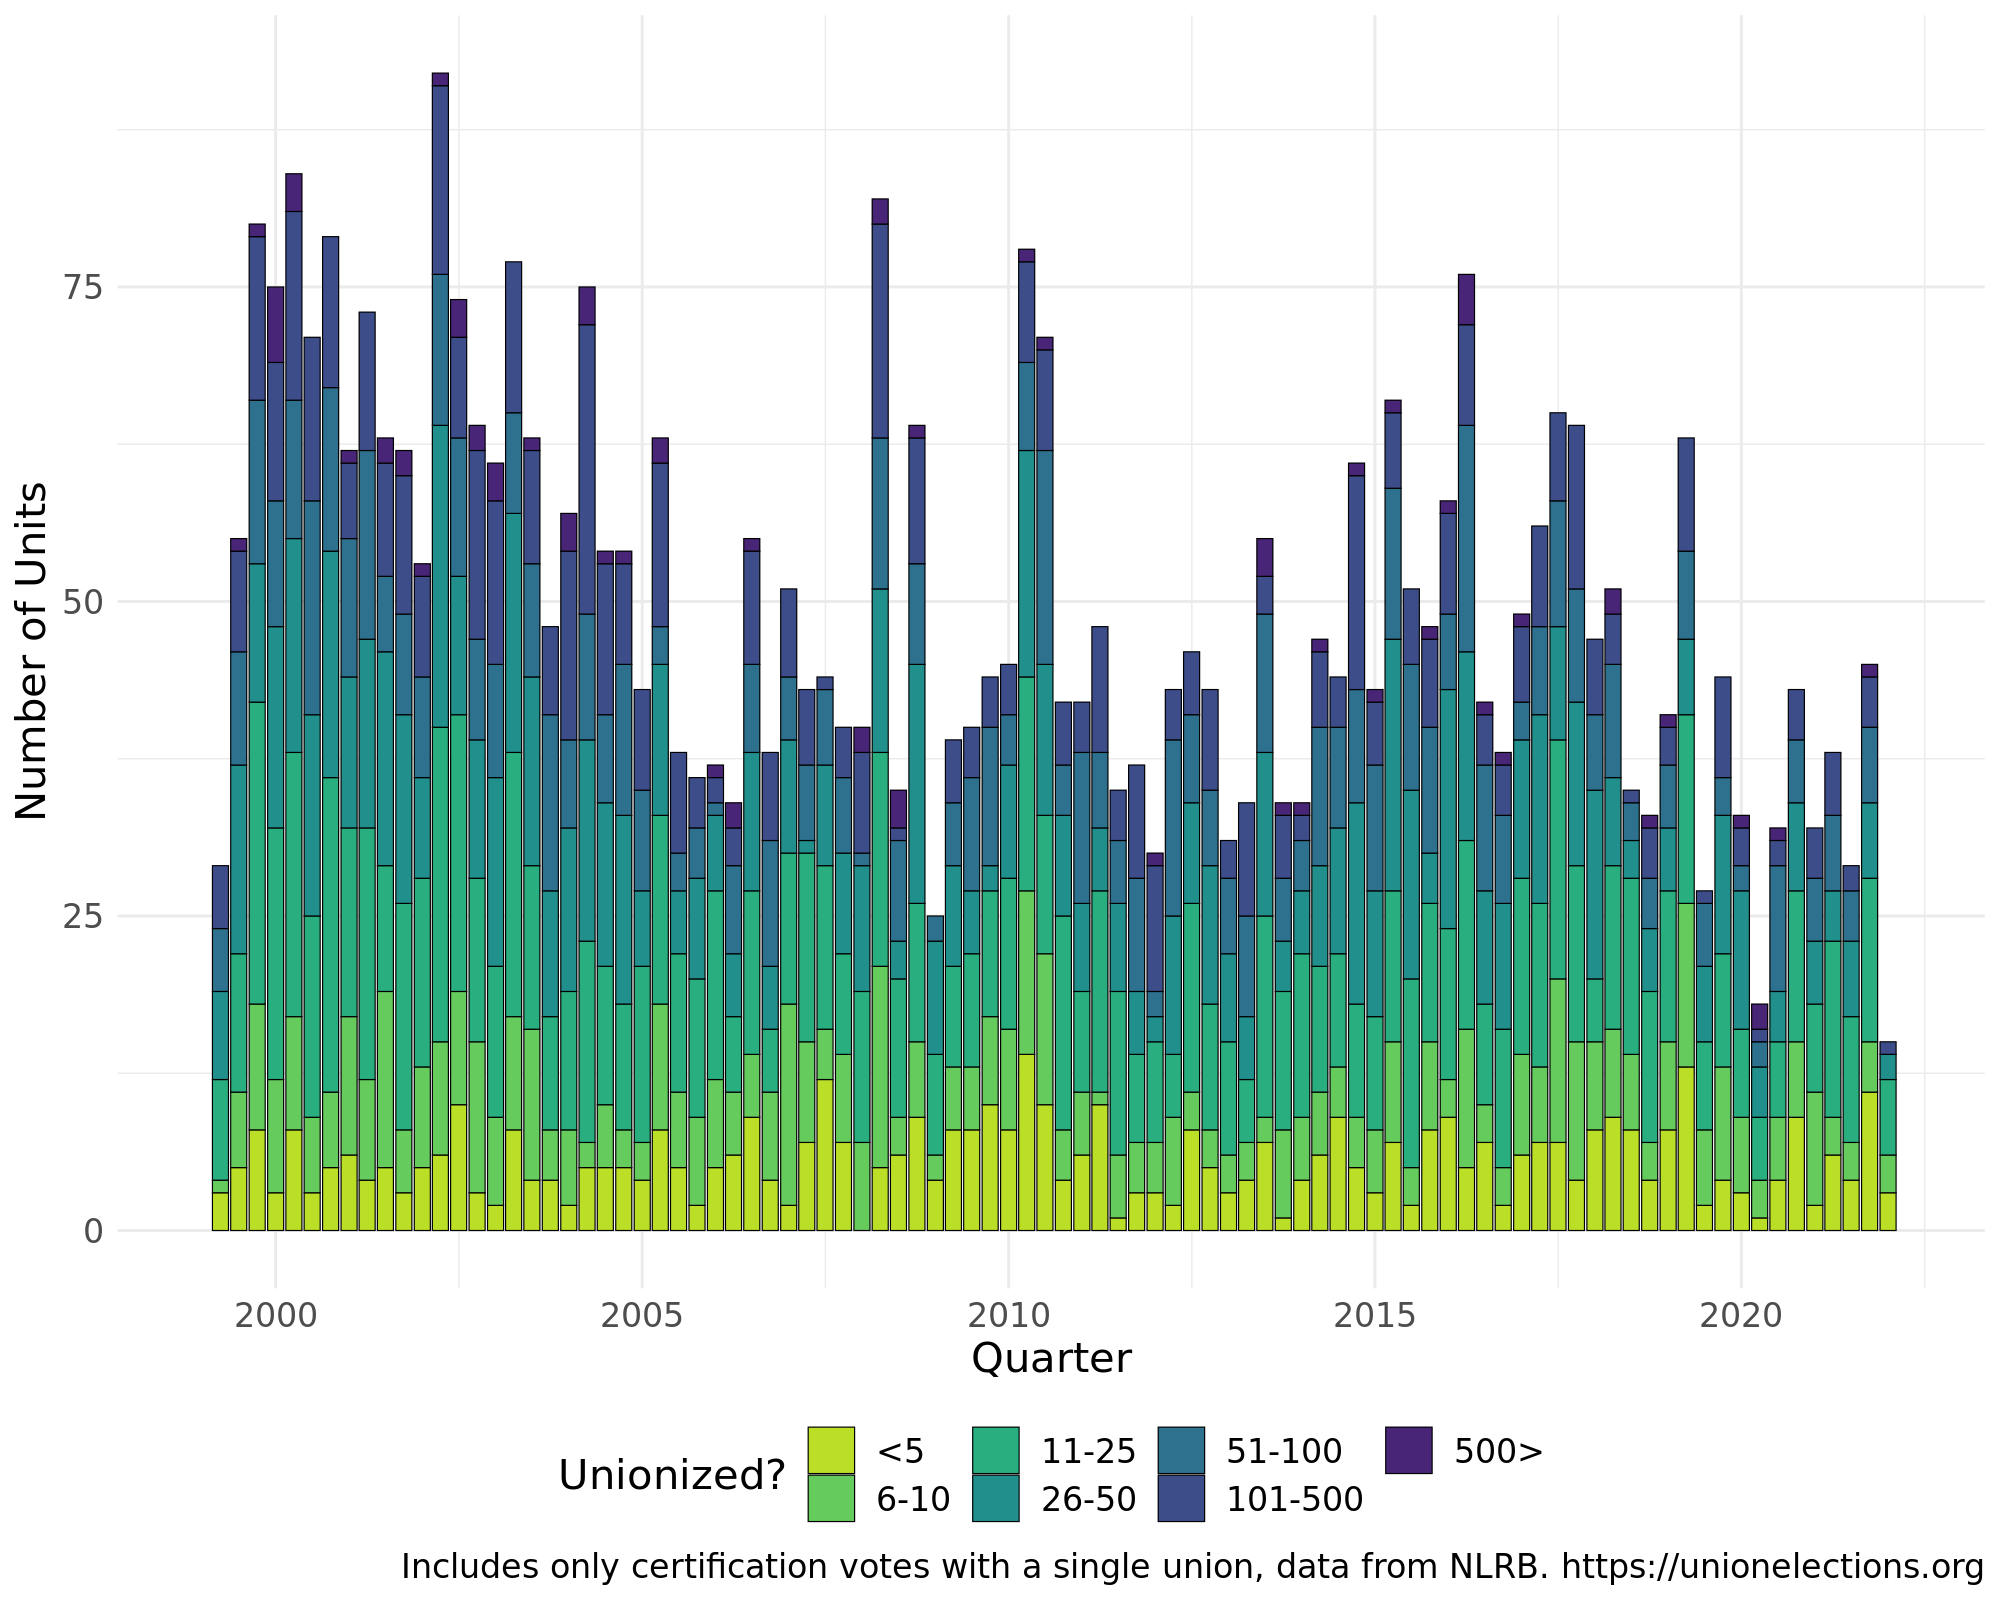 75
50
25
0
Number of Units
2000 2005 2010 2015 2020
Quarter
Unionized?
<5 11-25 51-100 500>
6-10 26-50 101-500
Includes only certification votes with a single union, data from NLRB. https://unionelections.org